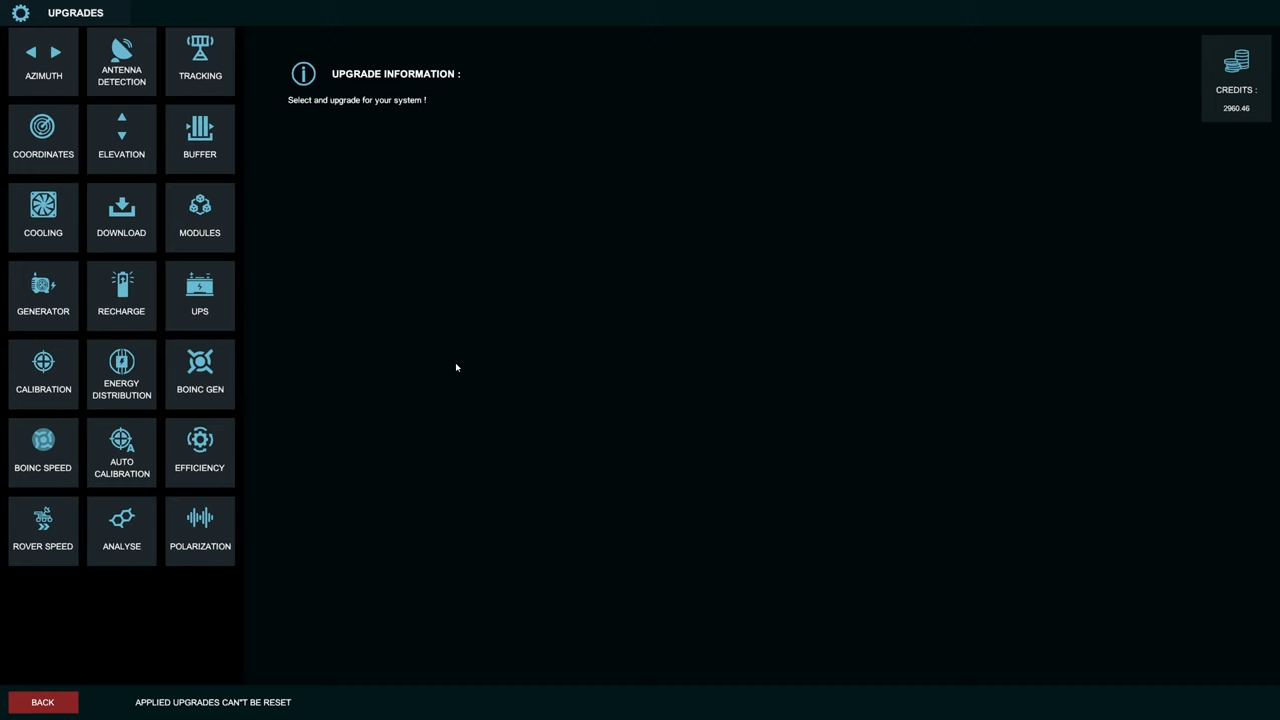 UPGRADES
AZIMUTH
ANTENNA
DETECTION
TRACKING
COORDINATES
ELEVATION
BUFFER
COOLING
DOWNLOAD
MODULES
GENERATOR
RECHARGE
UPS
CALIBRATION
ENERGY
DISTRIBUTION
BOINC GEN
BOINC SPEED
AUTO
CALIBRATION
EFFICIENCY
ROVER SPEED
ANALYSE
POLARIZATION
UPGRADE INFORMATION :
Select and upgrade for your system !
CREDITS :
2960.46
BACK
APPLIED UPGRADES CAN"T BE RESET